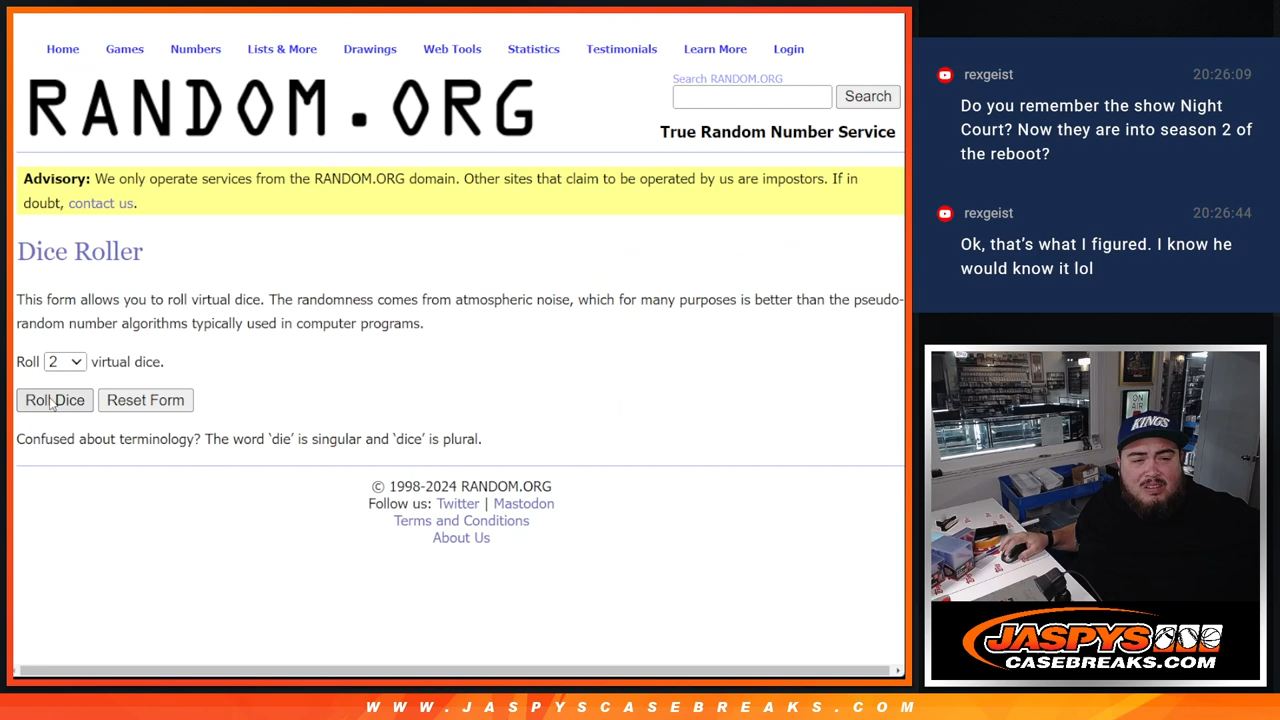 Home Games Numbers Lists & More Drawings Web Tools Statistics Testimonials Learn More Login
RANDOM.ORG
Search RANDOM.ORG
Search
True Random Number Service
Advisory: We only operate services from the RANDOM.ORG domain. Other sites that claim to be operated by us are impostors. If in
doubt, contact us.
Dice Roller
This form allows you to roll virtual dice. The randomness comes from atmospheric noise, which for many purposes is better than the pseudo-
random number algorithms typically used in computer programs.
Roll 2 virtual dice.
Roll Dice Reset Form
Confused about terminology? The word ‘die’ is singular and ‘dice’ is plural.
© 1998-2024 RANDOM.ORG
Follow us: Twitter | Mastodon
Terms and Conditions
About Us
rexgeist 20:26:09
Do you remember the show Night
Court? Now they are into season 2 of
the reboot?
rexgeist 20:26:44
Ok, that’s what I figured. I know he
would know it lol
ON
AIR
KINGS
JASPYS
CASEBREAKS.COM
WWW.JASPYSCASEBREAKS.COM